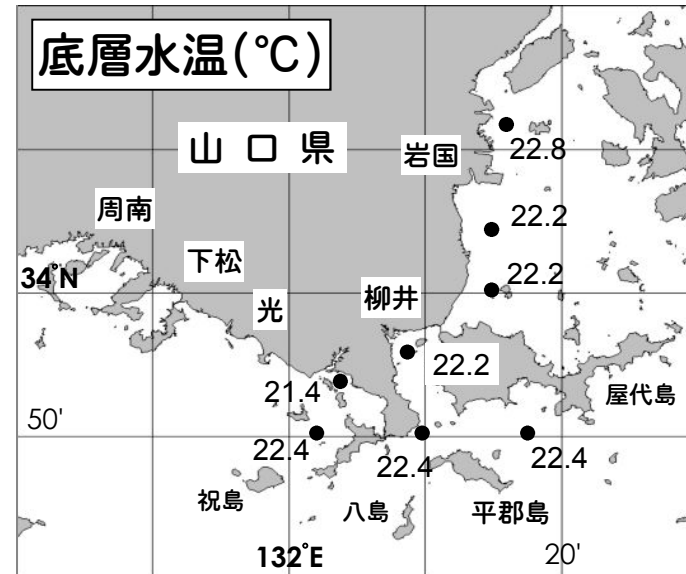 底層水温(℃)
山口県
岩国
22.8
周南
22.2
下松
34°N
22.2
光
柳井
22.2
21.4
屋代島
50'
22.4
22.4
22.4
祝島
八島
平郡島
132°E
20'